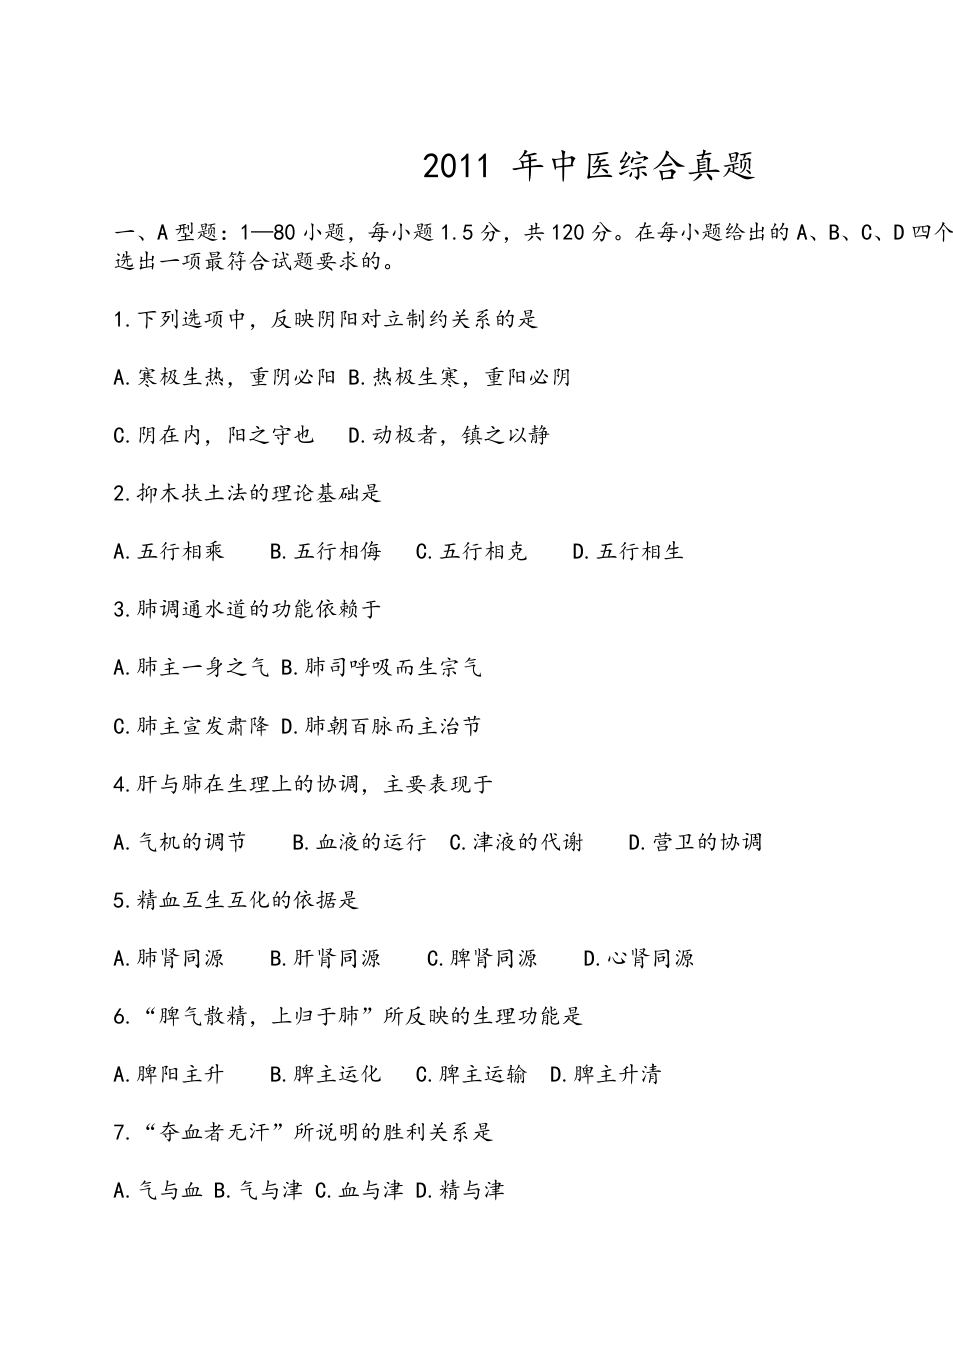 2011 年中医综合真题
一、A 型题：1—80 小题，每小题 1.5 分，共 120 分。在每小题给出的 A、B、C、D 四个
选出一项最符合试题要求的。
1.下列选项中，反映阴阳对立制约关系的是
A.寒极生热，重阴必阳 B.热极生寒，重阳必阴
C.阴在内，阳之守也 D.动极者，镇之以静
2.抑木扶土法的理论基础是
A.五行相乘 B.五行相侮 C.五行相克 D.五行相生
3.肺调通水道的功能依赖于
A.肺主一身之气 B.肺司呼吸而生宗气
C.肺主宣发肃降 D.肺朝百脉而主治节
4.肝与肺在生理上的协调，主要表现于
A.气机的调节 B.血液的运行 C.津液的代谢 D.营卫的协调
5.精血互生互化的依据是
A.肺肾同源 B.肝肾同源 C.脾肾同源 D.心肾同源
6.“脾气散精，上归于肺”所反映的生理功能是
A.脾阳主升 B.脾主运化 C.脾主运输 D.脾主升清
7.“夺血者无汗”所说明的胜利关系是
A.气与血 B.气与津 C.血与津 D.精与津